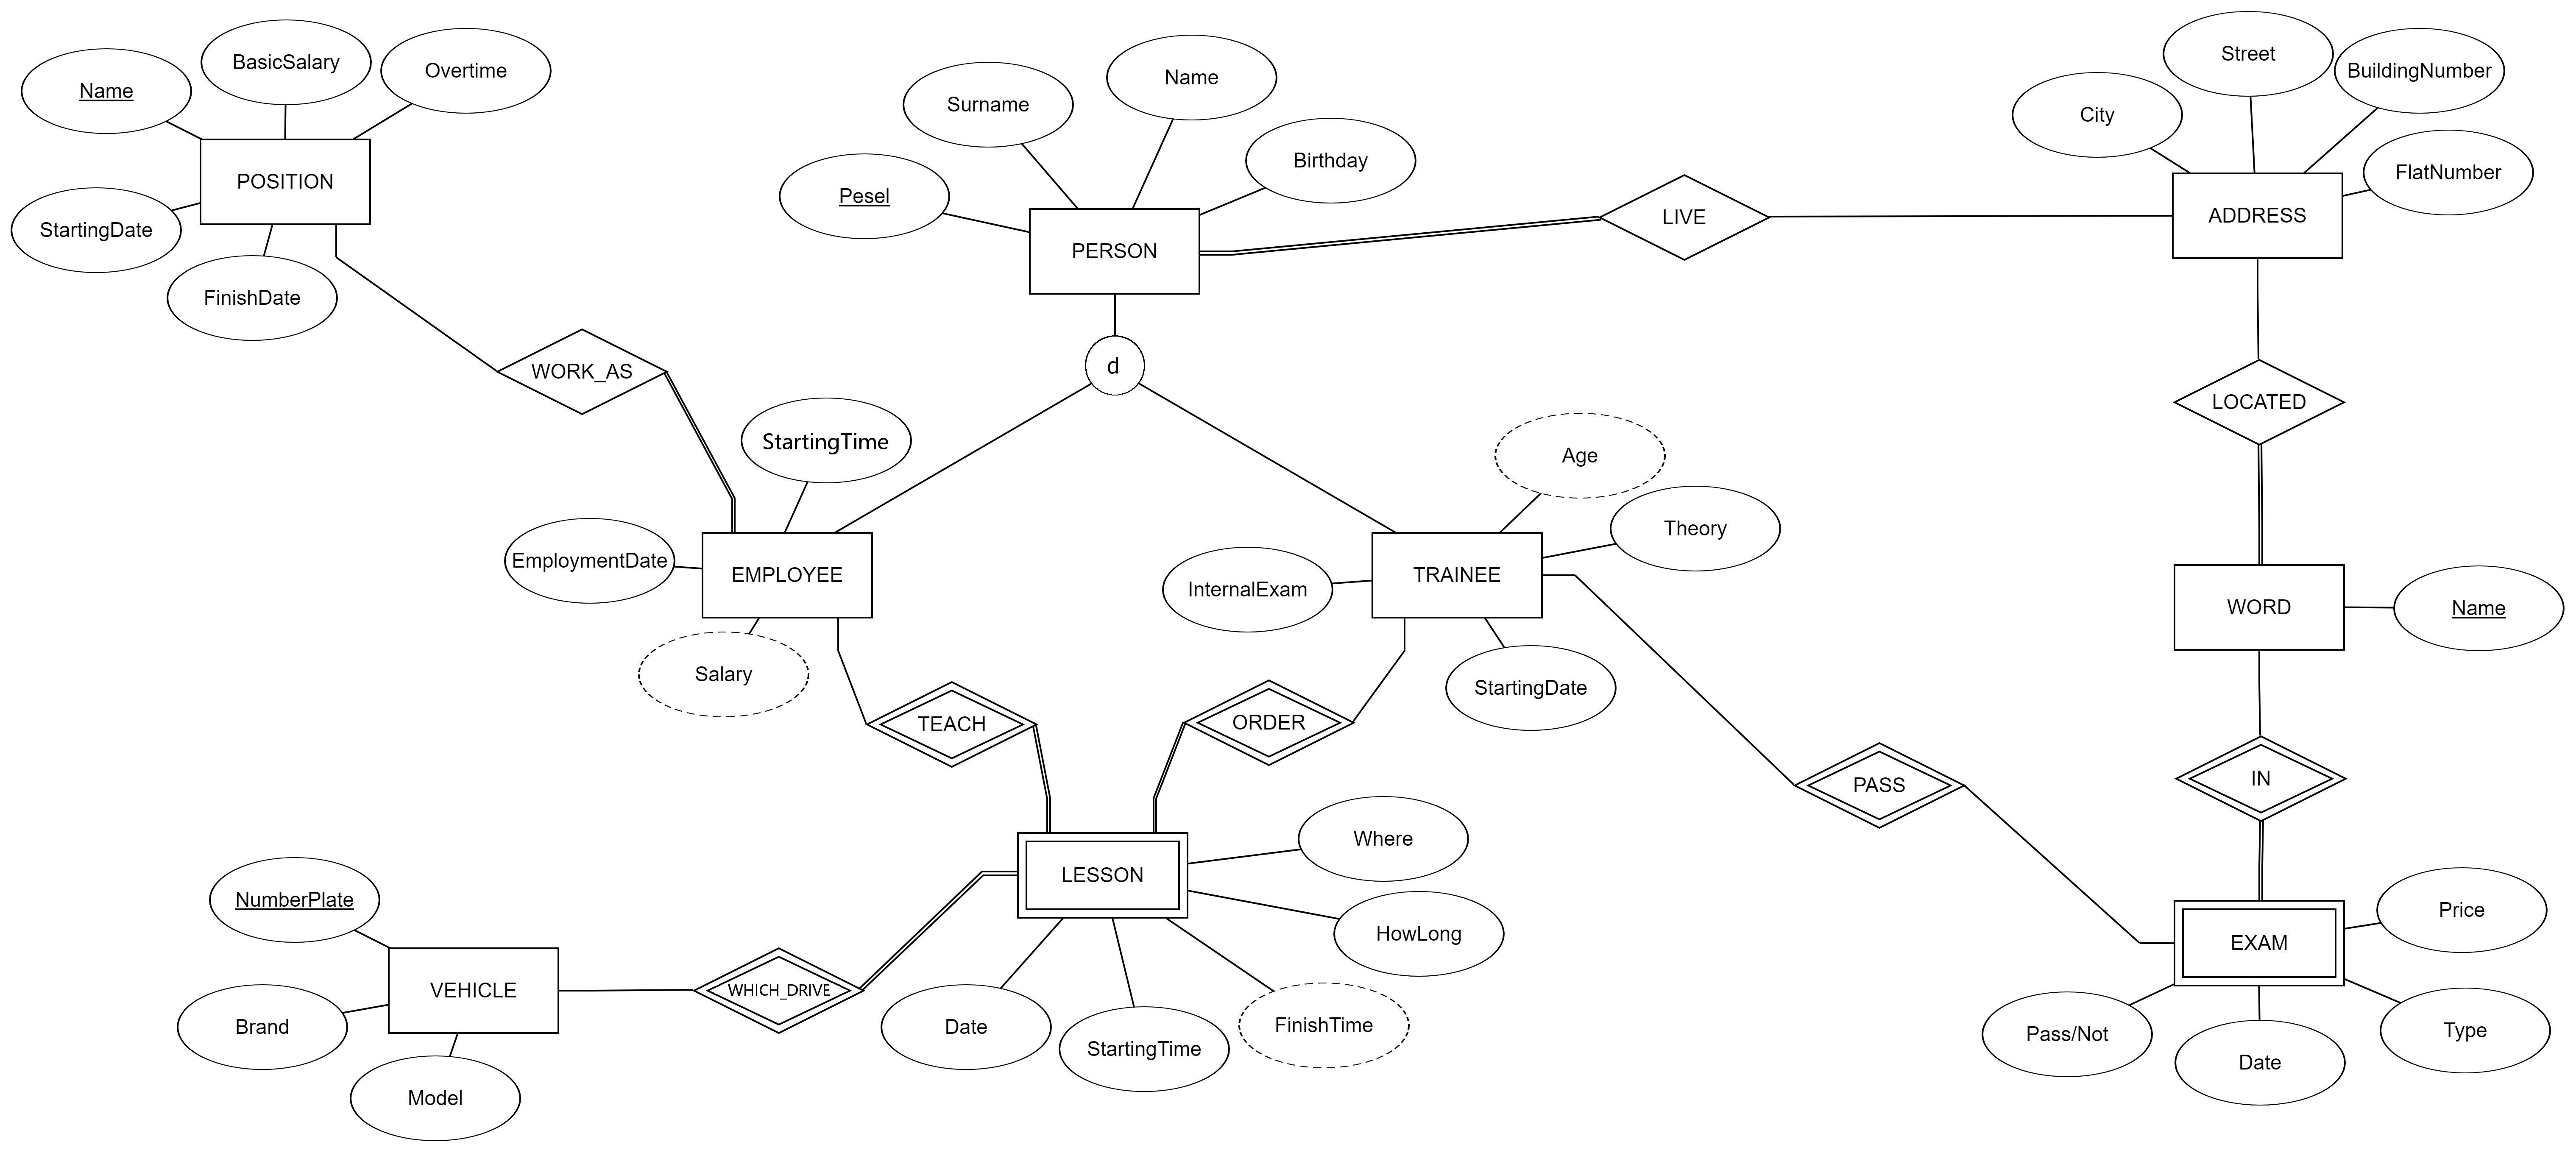 Name
BasicSalary
Overtime
POSITION
StartingDate
FinishDate
WORK_AS
Surname
Name
Pesel
Birthday
PERSON
LIVE
City
Street
BuildingNumber
FlatNumber
ADDRESS
d
LOCATED
StartingTime
EmploymentDate
EMPLOYEE
Salary
Age
Theory
InternalExam
TRAINEE
StartingDate
WORD
Name
TEACH
ORDER
PASS
IN
Where
LESSON
HowLong
Date
StartingTime
FinishTime
NumberPlate
VEHICLE
Brand
Model
WHICH_DRIVE
Price
EXAM
Pass/Not
Date
Type